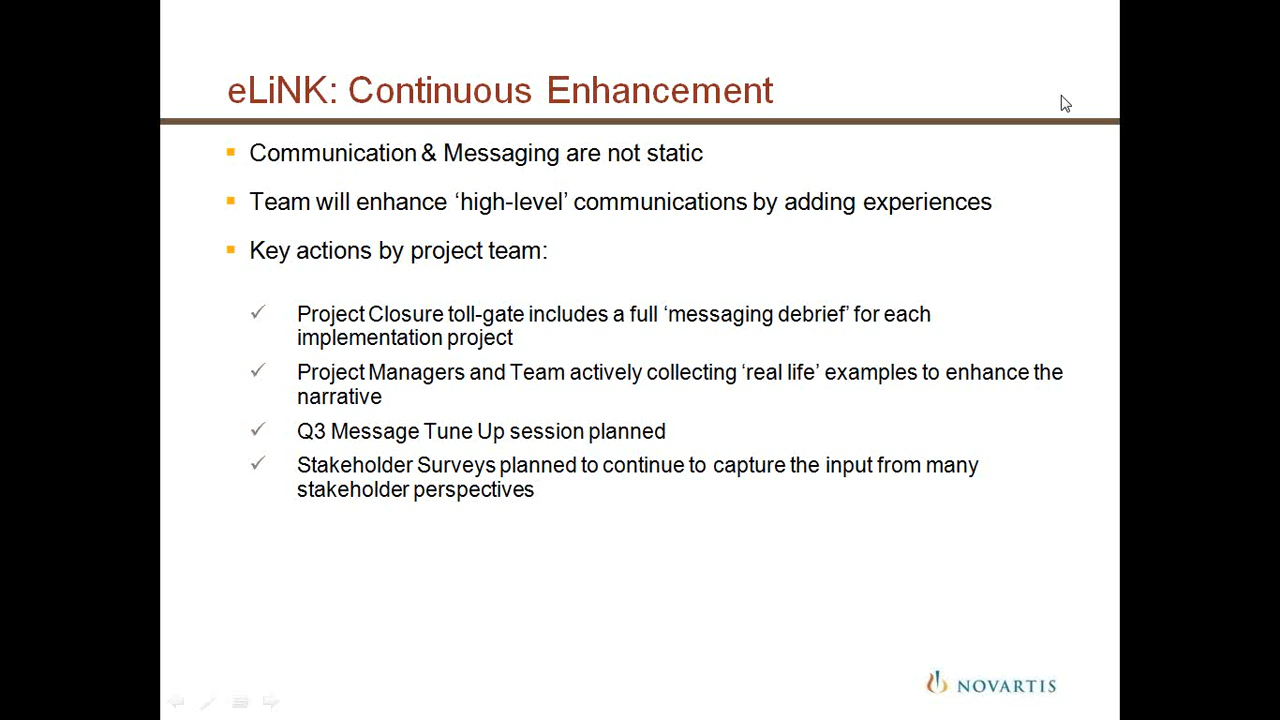 eLiNK: Continuous Enhancement
Communication & Messaging are not static
Team will enhance ‘high-level’ communications by adding experiences
Key actions by project team:
Project Closure toll-gate includes a full ‘messaging debrief’ for each
implementation project
Project Managers and Team actively collecting ‘real life’ examples to enhance the
narrative
Q3 Message Tune Up session planned
Stakeholder Surveys planned to continue to capture the input from many
stakeholder perspectives
NOVARTIS